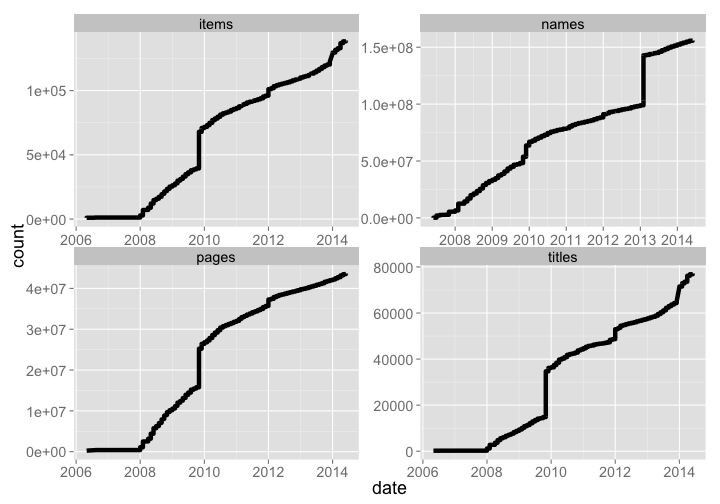 items
names
1e+05
5e+04
0e+00
1.5e+08
1.0e+08
5.0e+07
0.0e+00
2006 2008 2010 2012 2014
2008 2009 2010 2011 2012 2013 2014
count
pages
titles
4e+07
3e+07
2e+07
1e+07
0e+00
80000
60000
40000
20000
0
2006 2008 2010 2012 2014
2006 2008 2010 2012 2014
date